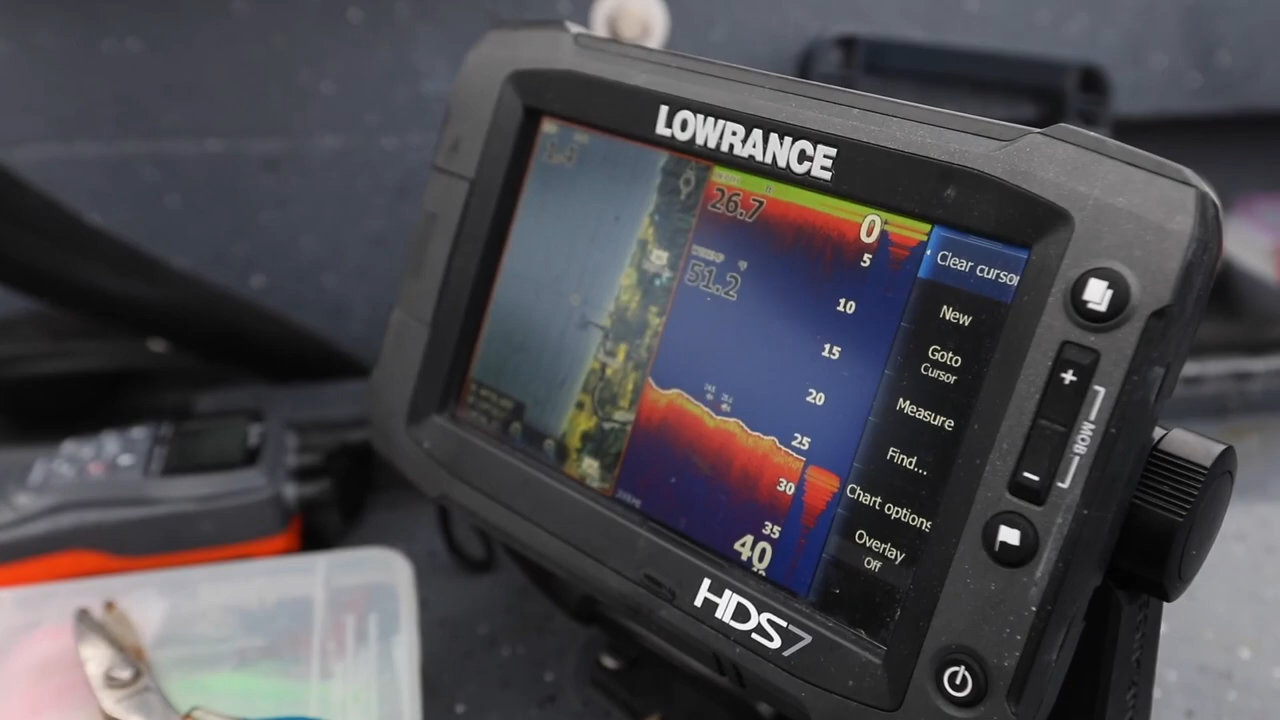 LOWRANCE
26.7
0
5
51.2
10
15
20
25
30
35
40
Clear cursor
New
Goto
Cursor
Measure
Find...
Chart options
Overlay
Off
+
MOB
-
HDS7